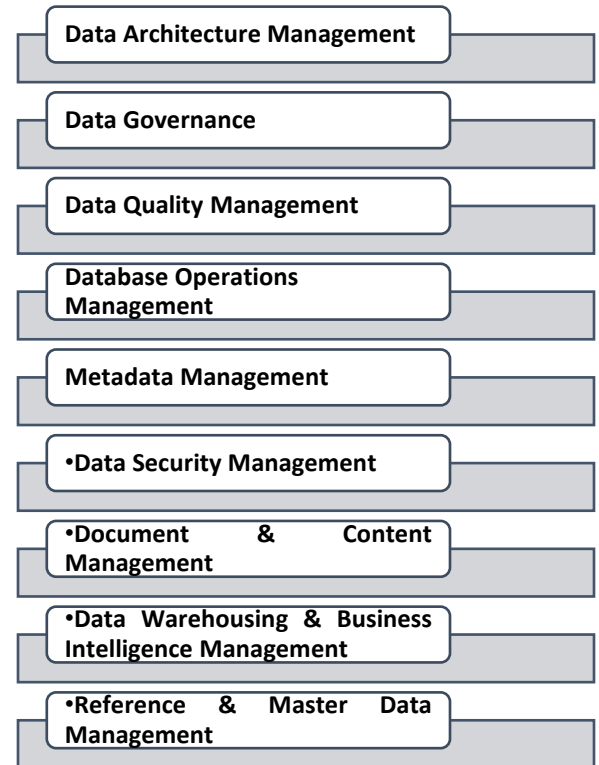 Data Architecture Management
Data Governance
Data Quality Management
Database Operations
Management
Metadata Management
•Data Security Management
•Document & Content
Management
•Data Warehousing & Business
Intelligence Management
•Reference & Master Data
Management